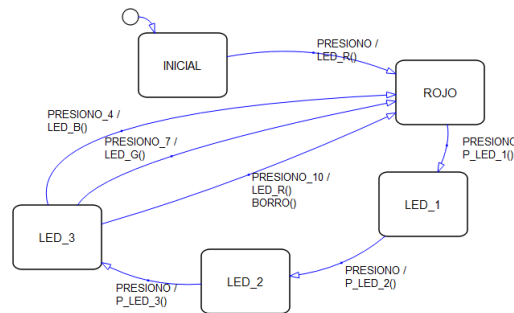 PRESIONO /
LED_R()
INICIAL
ROJO
PRESIONO_4 /
LED_B()
PRESIONO_7 /
LED_G()
PRESIONO
P_LED_1()
PRESIONO_10 /
LED_R()
BORRO()
LED_1
LED_3
LED_2
PRESIONO /
P_LED_2()
PRESIONO /
P_LED_3()